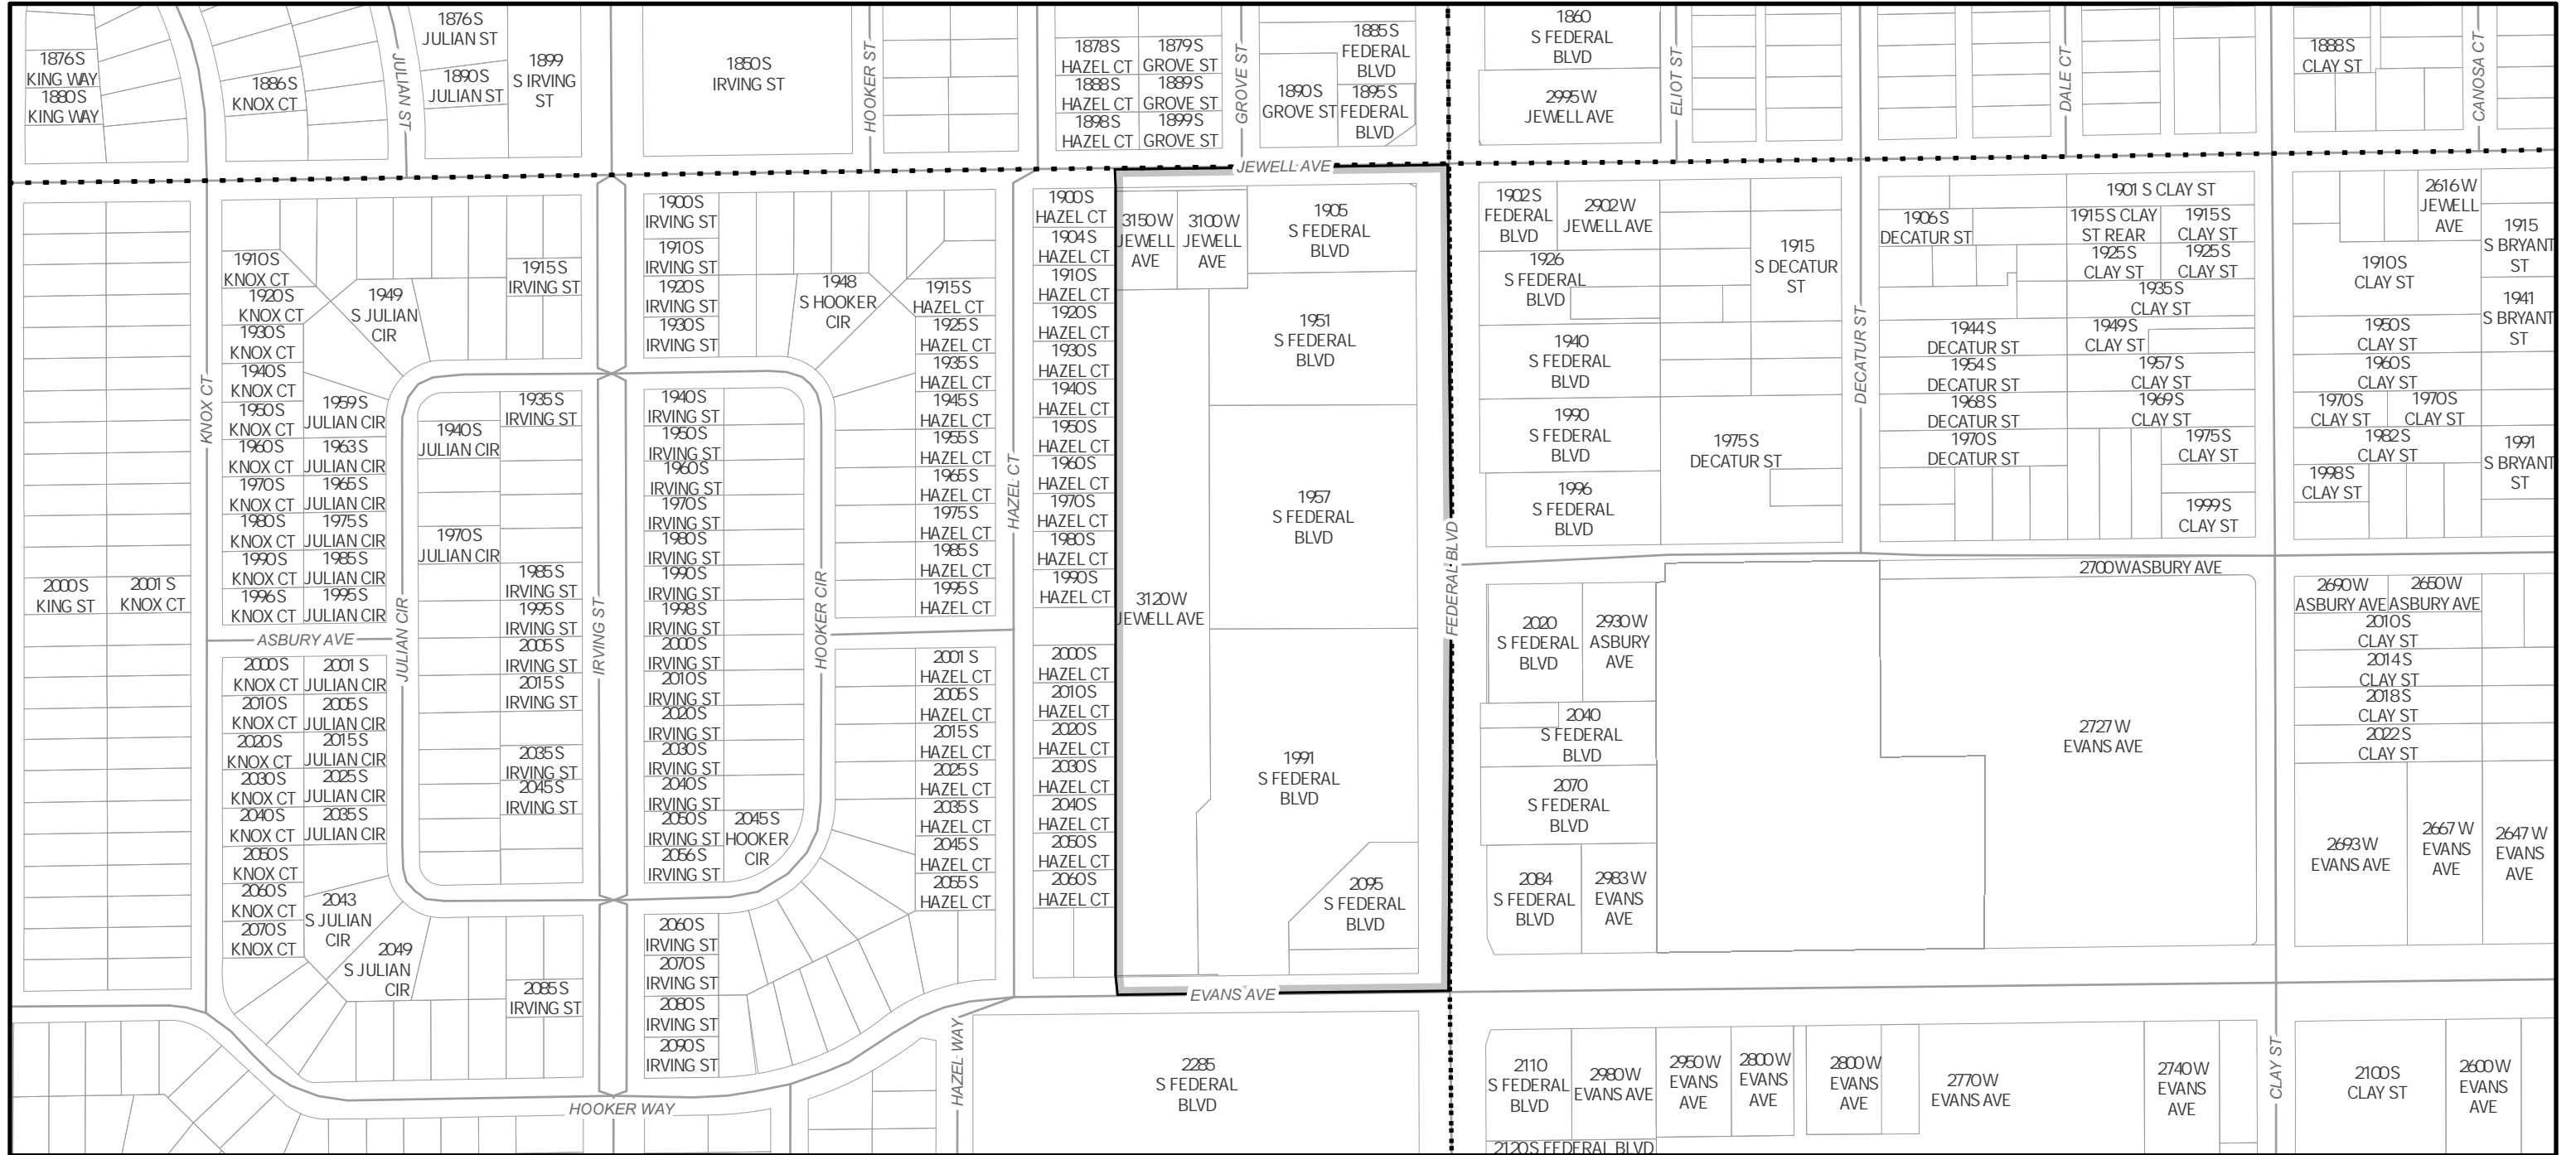 1876 S
KING WAY
1880 S
KING WAY
1886 S
KNOX CT
JULIAN ST
1876 S
JULIAN ST
1890 S
JULIAN ST
1899
S IRVING
ST
1850 S
IRVING ST
HOOKER ST
1878 S
HAZEL CT
1888 S
HAZEL CT
1898 S
HAZEL CT
1879 S
GROVE ST
1889 S
GROVE ST
1899 S
GROVE ST
GROVE ST
1890 S
GROVE ST
1885 S
FEDERAL
BLVD
1895 S
FEDERAL
BLVD
1860
S FEDERAL
BLVD
2995 W
JEWELL AVE
ELIOT ST
DALE CT
1888 S
CLAY ST
CANOSA CT
JEWELL AVE
KNOX CT
1910 S
KNOX CT
1920 S
KNOX CT
1930 S
KNOX CT
1940 S
KNOX CT
1950 S
KNOX CT
1960 S
KNOX CT
1970 S
KNOX CT
1980 S
KNOX CT
1990 S
KNOX CT
1996 S
KNOX CT
1949
S JULIAN
CIR
1959 S
JULIAN CIR
1963 S
JULIAN CIR
1965 S
JULIAN CIR
1975 S
JULIAN CIR
1985 S
JULIAN CIR
1995 S
JULIAN CIR
2000 S
KING ST
2001 S
KNOX CT
ASBURY AVE
2000 S
KNOX CT
2010 S
KNOX CT
2020 S
KNOX CT
2030 S
KNOX CT
2040 S
KNOX CT
2050 S
KNOX CT
2060 S
KNOX CT
2070 S
KNOX CT
2001 S
JULIAN CIR
2005 S
JULIAN CIR
2015 S
JULIAN CIR
2025 S
JULIAN CIR
2035 S
JULIAN CIR
2043
S JULIAN
CIR
2049
S JULIAN
CIR
JULIAN CIR
1915 S
IRVING ST
1940 S
JULIAN CIR
1970 S
JULIAN CIR
1935 S
IRVING ST
1985 S
IRVING ST
1995 S
IRVING ST
2005 S
IRVING ST
2015 S
IRVING ST
2035 S
IRVING ST
2045 S
IRVING ST
2085 S
IRVING ST
IRVING ST
1900 S
IRVING ST
1910 S
IRVING ST
1920 S
IRVING ST
1930 S
IRVING ST
1940 S
IRVING ST
1950 S
IRVING ST
1960 S
IRVING ST
1970 S
IRVING ST
1980 S
IRVING ST
1990 S
IRVING ST
1998 S
IRVING ST
2000 S
IRVING ST
2010 S
IRVING ST
2020 S
IRVING ST
2030 S
IRVING ST
2040 S
IRVING ST
2050 S
IRVING ST
2056 S
IRVING ST
2045 S
HOOKER
CIR
2060 S
IRVING ST
2070 S
IRVING ST
2080 S
IRVING ST
2090 S
IRVING ST
HOOKER CIR
1948
S HOOKER
CIR
1915 S
HAZEL CT
1925 S
HAZEL CT
1935 S
HAZEL CT
1945 S
HAZEL CT
1955 S
HAZEL CT
1965 S
HAZEL CT
1975 S
HAZEL CT
1985 S
HAZEL CT
1995 S
HAZEL CT
2001 S
HAZEL CT
2005 S
HAZEL CT
2015 S
HAZEL CT
2025 S
HAZEL CT
2035 S
HAZEL CT
2045 S
HAZEL CT
2055 S
HAZEL CT
HAZEL CT
1900 S
HAZEL CT
1904 S
HAZEL CT
1910 S
HAZEL CT
1920 S
HAZEL CT
1930 S
HAZEL CT
1940 S
HAZEL CT
1950 S
HAZEL CT
1960 S
HAZEL CT
1970 S
HAZEL CT
1980 S
HAZEL CT
1990 S
HAZEL CT
2000 S
HAZEL CT
2010 S
HAZEL CT
2020 S
HAZEL CT
2030 S
HAZEL CT
2040 S
HAZEL CT
2050 S
HAZEL CT
2060 S
HAZEL CT
3150 W
JEWELL
AVE
3100 W
JEWELL
AVE
3120 W
JEWELL AVE
1905
S FEDERAL
BLVD
1951
S FEDERAL
BLVD
1957
S FEDERAL
BLVD
1991
S FEDERAL
BLVD
2095
S FEDERAL
BLVD
EVANS AVE
FEDERAL BLVD
1902 S
FEDERAL
BLVD
2902 W
JEWELL AVE
1926
S FEDERAL
BLVD
1940
S FEDERAL
BLVD
1990
S FEDERAL
BLVD
1996
S FEDERAL
BLVD
1915
S DECATUR
ST
1975 S
DECATUR ST
DECATUR ST
2020
S FEDERAL
BLVD
2930 W
ASBURY
AVE
2040
S FEDERAL
BLVD
2070
S FEDERAL
BLVD
2084
S FEDERAL
BLVD
2983 W
EVANS
AVE
1901 S CLAY ST
1906 S
DECATUR ST
1915 S CLAY
ST REAR
1915 S
CLAY ST
1925 S
CLAY ST
1925 S
CLAY ST
1935 S
CLAY ST
1944 S
DECATUR ST
1949 S
CLAY ST
1954 S
DECATUR ST
1957 S
CLAY ST
1968 S
DECATUR ST
1969 S
CLAY ST
1970 S
DECATUR ST
1975 S
CLAY ST
1999 S
CLAY ST
2700 W ASBURY AVE
2727 W
EVANS AVE
2616 W
JEWELL
AVE
1915
S BRYANT
ST
1910 S
CLAY ST
1941
S BRYANT
ST
1950 S
CLAY ST
1960 S
CLAY ST
1970 S
CLAY ST
1970 S
CLAY ST
1982 S
CLAY ST
1991
S BRYANT
ST
1998 S
CLAY ST
2690 W
ASBURY AVE
2650 W
ASBURY AVE
2010 S
CLAY ST
2014 S
CLAY ST
2018 S
CLAY ST
2022 S
CLAY ST
2693 W
EVANS AVE
2667 W
EVANS
AVE
2647 W
EVANS
AVE
HOOKER WAY
HAZEL WAY
2285
S FEDERAL
BLVD
2110
S FEDERAL
BLVD
2980 W
EVANS AVE
2950 W
EVANS
AVE
2800 W
EVANS
AVE
2800 W
EVANS
AVE
2770 W
EVANS AVE
2740 W
EVANS
AVE
CLAY ST
2100 S
CLAY ST
2600 W
EVANS
AVE
2120 S FEDERAL BLVD